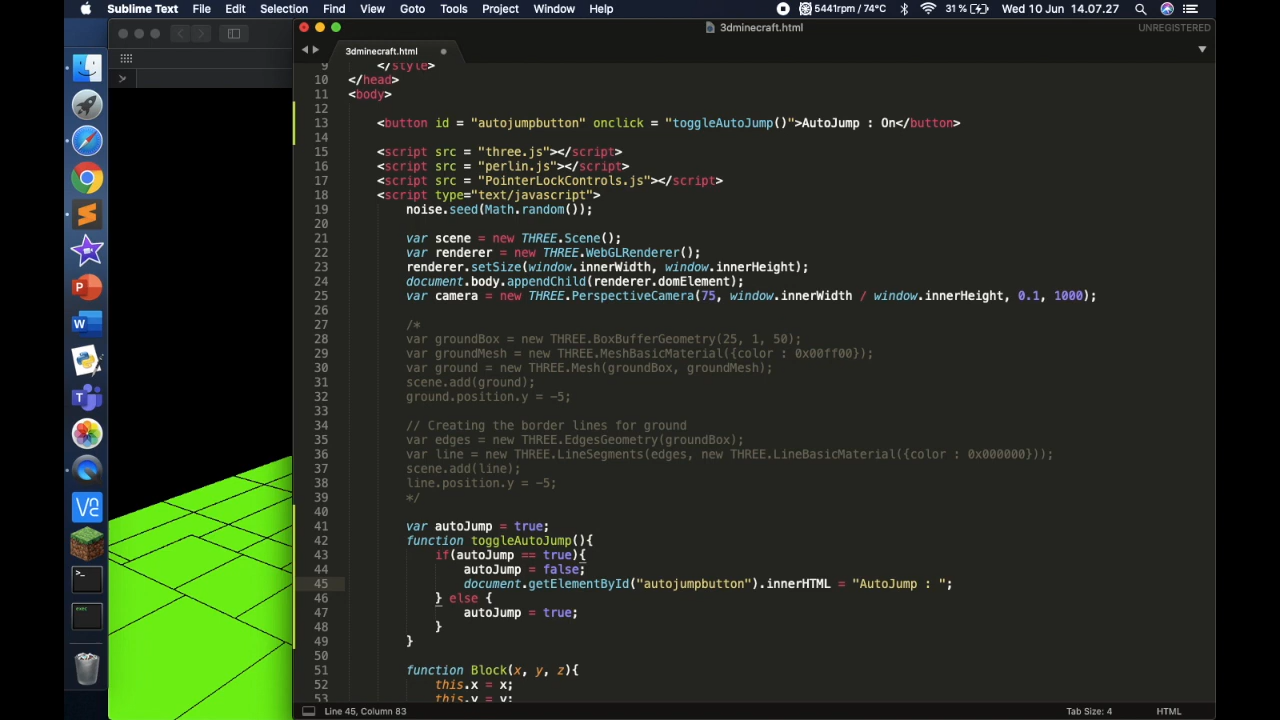 Sublime Text File Edit Selection Find View Goto Tools Project Window Help 5441rpm / 74°C 31 % Wed 10 Jun 14.07.27
3dminecraft.html UNREGISTERED
3dminecraft.html
9 </style>
10 </head>
11 <body>
12
13 <button id = "autojumpbutton" onclick = "toggleAutoJump()">AutoJump : On</button>
14
15 <script src = "three.js"></script>
16 <script src = "perlin.js"></script>
17 <script src = "PointerLockControls.js"></script>
18 <script type="text/javascript">
19 noise.seed(Math.random());
20
21 var scene = new THREE.Scene();
22 var renderer = new THREE.WebGLRenderer();
23 renderer.setSize(window.innerWidth, window.innerHeight);
24 document.body.appendChild(renderer.domElement);
25 var camera = new THREE.PerspectiveCamera(75, window.innerWidth / window.innerHeight, 0.1, 1000);
26
27 /*
28 var groundBox = new THREE.BoxBufferGeometry(25, 1, 50);
29 var groundMesh = new THREE.MeshBasicMaterial({color : 0x00ff00});
30 var ground = new THREE.Mesh(groundBox, groundMesh);
31 scene.add(ground);
32 ground.position.y = -5;
33
34 // Creating the border lines for ground
35 var edges = new THREE.EdgesGeometry(groundBox);
36 var line = new THREE.LineSegments(edges, new THREE.LineBasicMaterial({color : 0x000000}));
37 scene.add(line);
38 line.position.y = -5;
39 */
40
41 var autoJump = true;
42 function toggleAutoJump(){
43 if(autoJump == true){
44 autoJump = false;
45 document.getElementById("autojumpbutton").innerHTML = "AutoJump : ";
46 } else {
47 autoJump = true;
48 }
49 }
50
51 function Block(x, y, z){
52 this.x = x;
53 this.y = y;
Line 45, Column 83 Tab Size: 4 HTML